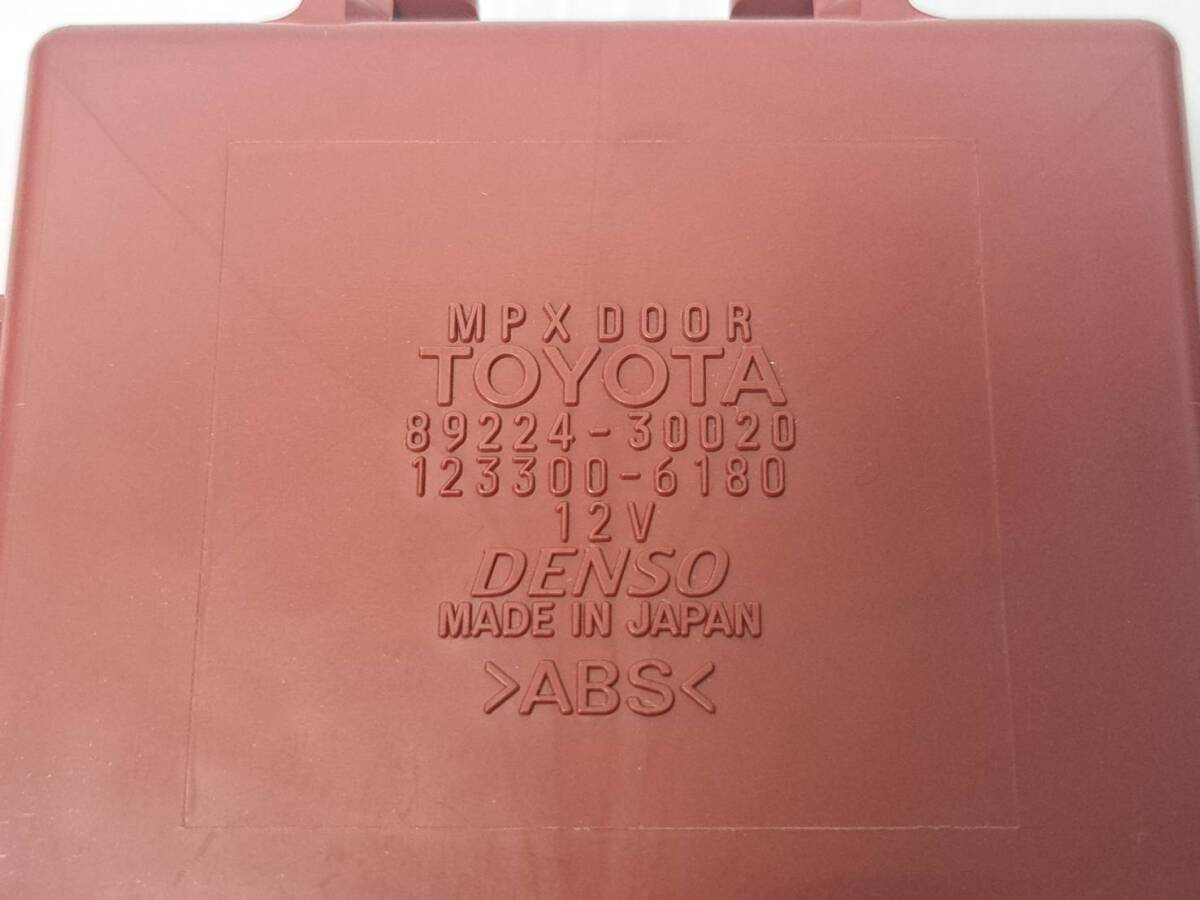 MPX DOOR
TOYOTA
89224-30020
123300-6180
12V
DENSO
MADE IN JAPAN
>ABS<